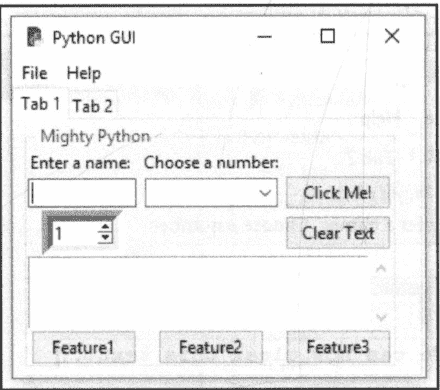 Python GUI
File Help
Tab 1 Tab 2
Mighty Python
Enter a name: Choose a number:
Click Me!
1
Clear Text
Feature1 Feature2 Feature3